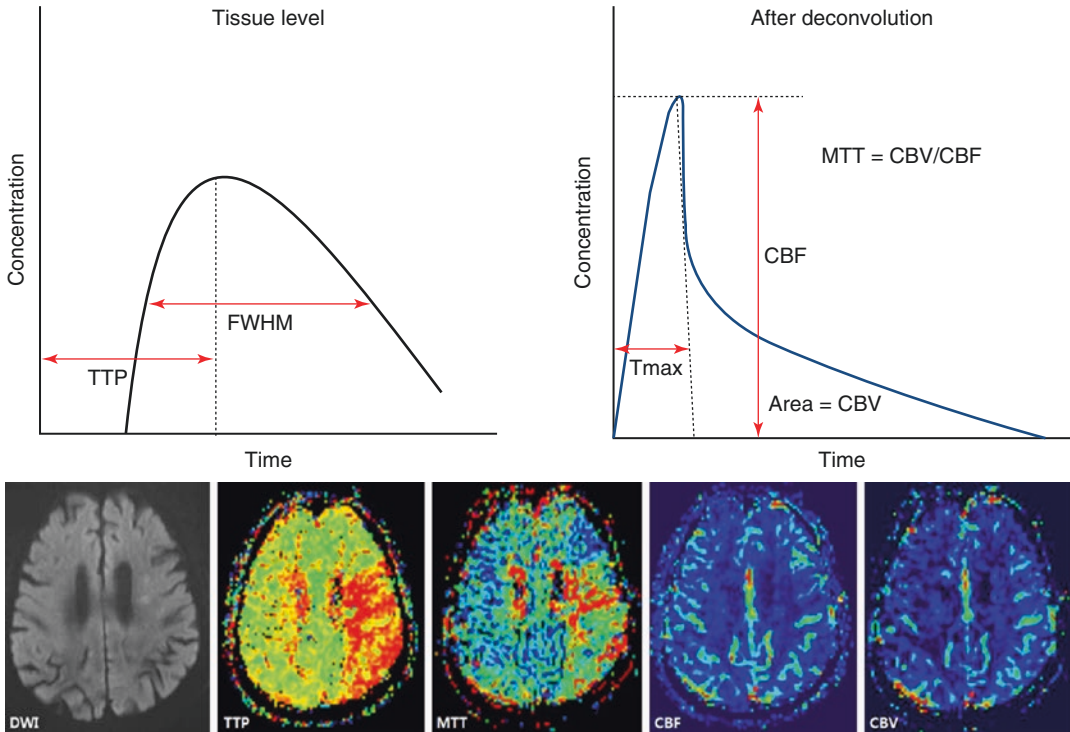 Tissue level
Concentration
FWHM
TTP
Time
After deconvolution
Concentration
MTT = CBV/CBF
CBF
Tmax
Area = CBV
Time
DWI
TTP
MTT
CBF
CBV